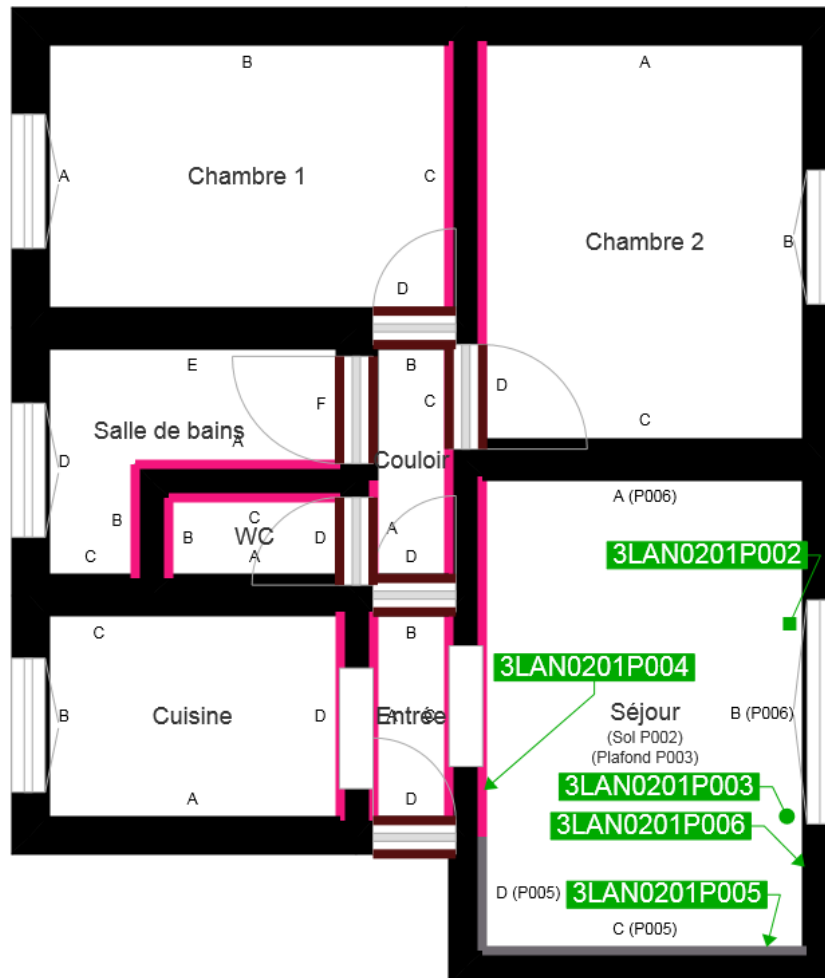 B
A
Chambre 1
A
C
Chambre 2
B
D
B
D
E
C
C
F
Salle de bains
A
D
Couloir
A (P006)
B
C
WC
B
D
A
C
A
D
3LAN0201P002
C
B
3LAN0201P004
Cuisine
B
D
Entrée
A
C
Séjour
B (P006)
(Sol P002)
(Plafond P003)
3LAN0201P003
A
D
3LAN0201P006
D (P005)
3LAN0201P005
C (P005)